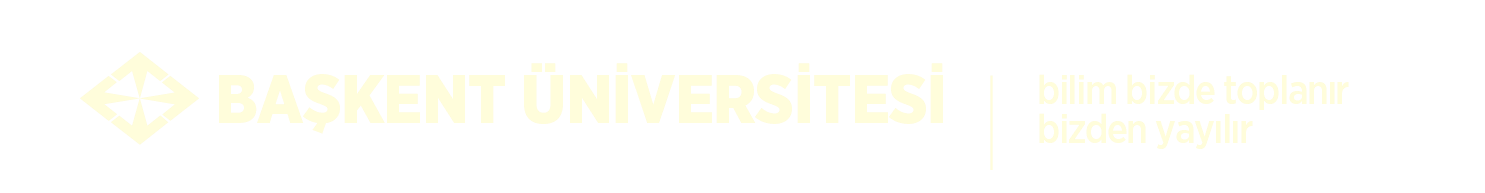 BAŞKENT ÜNİVERSİTESİ
bilim bizde toplanır
bizden yayılır